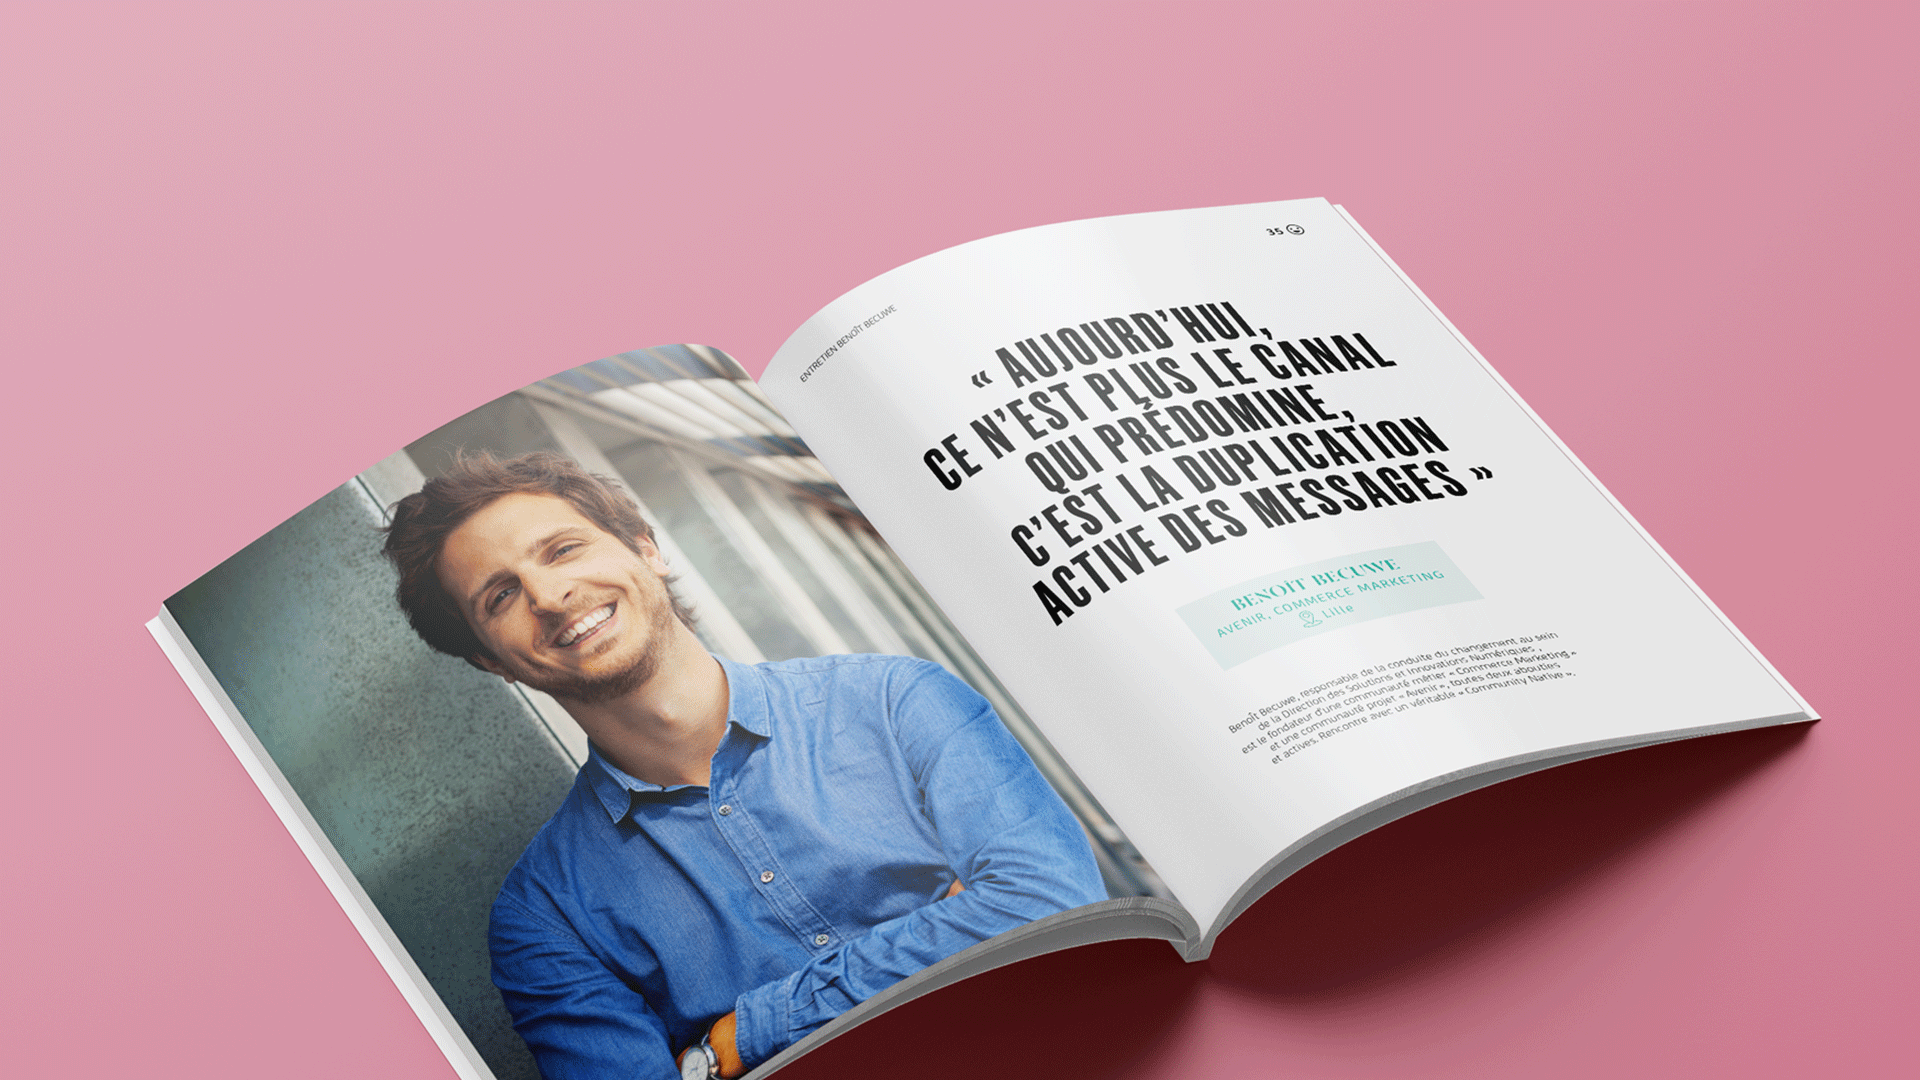 ENTRETIEN BENOÎT BECUWE
35
« AUJOURD'HUI,
CE N'EST PLUS LE CANAL
QUI PRÉDOMINE,
C'EST LA DUPLICATION
ACTIVE DES MESSAGES »
BENOÎT BECUWE
AVENIR, COMMERCE MARKETING
Lille
Benoît Becuwe, responsable de la conduite du changement au sein
de la Direction des Solutions et Innovations Numériques,
est le fondateur d'une communauté métier « Commerce Marketing »
et une communauté projet « Avenir », toutes deux abouties
et actives. Rencontre avec un véritable « Community Native ».